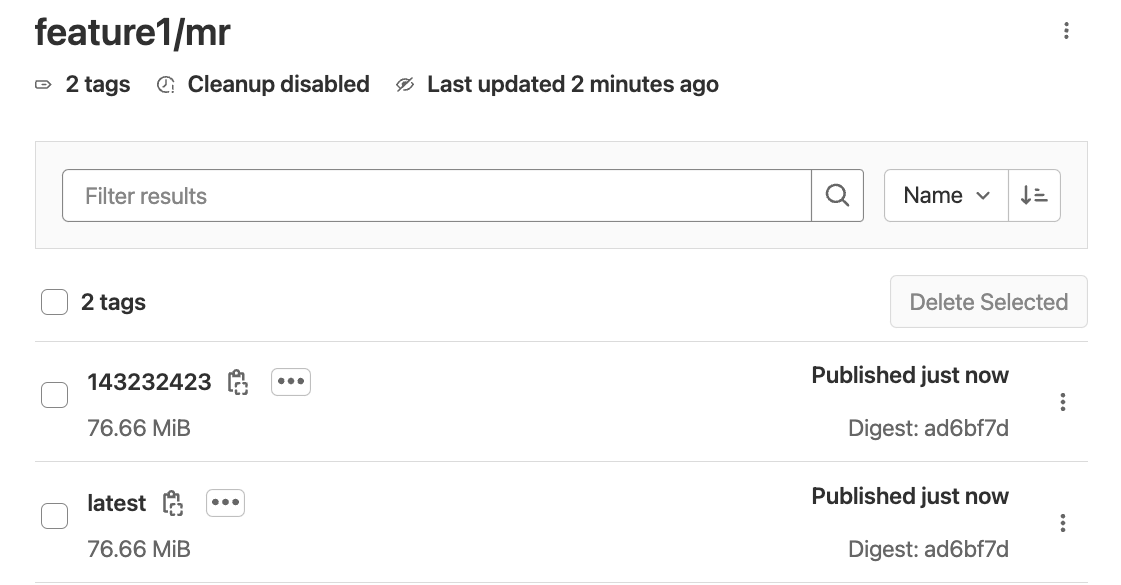 feature1/mr
2 tags Cleanup disabled Last updated 2 minutes ago
Filter results
Name
2 tags
Delete Selected
143232423
Published just now
76.66 MiB
Digest: ad6bf7d
latest
Published just now
76.66 MiB
Digest: ad6bf7d